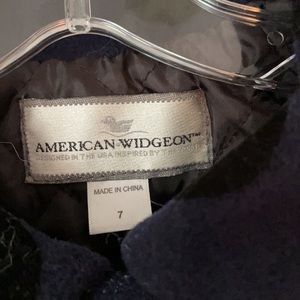 AMERICAN WIDGEON™
DESIGNED IN THE USA INSPIRED BY THE
MADE IN CHINA
7